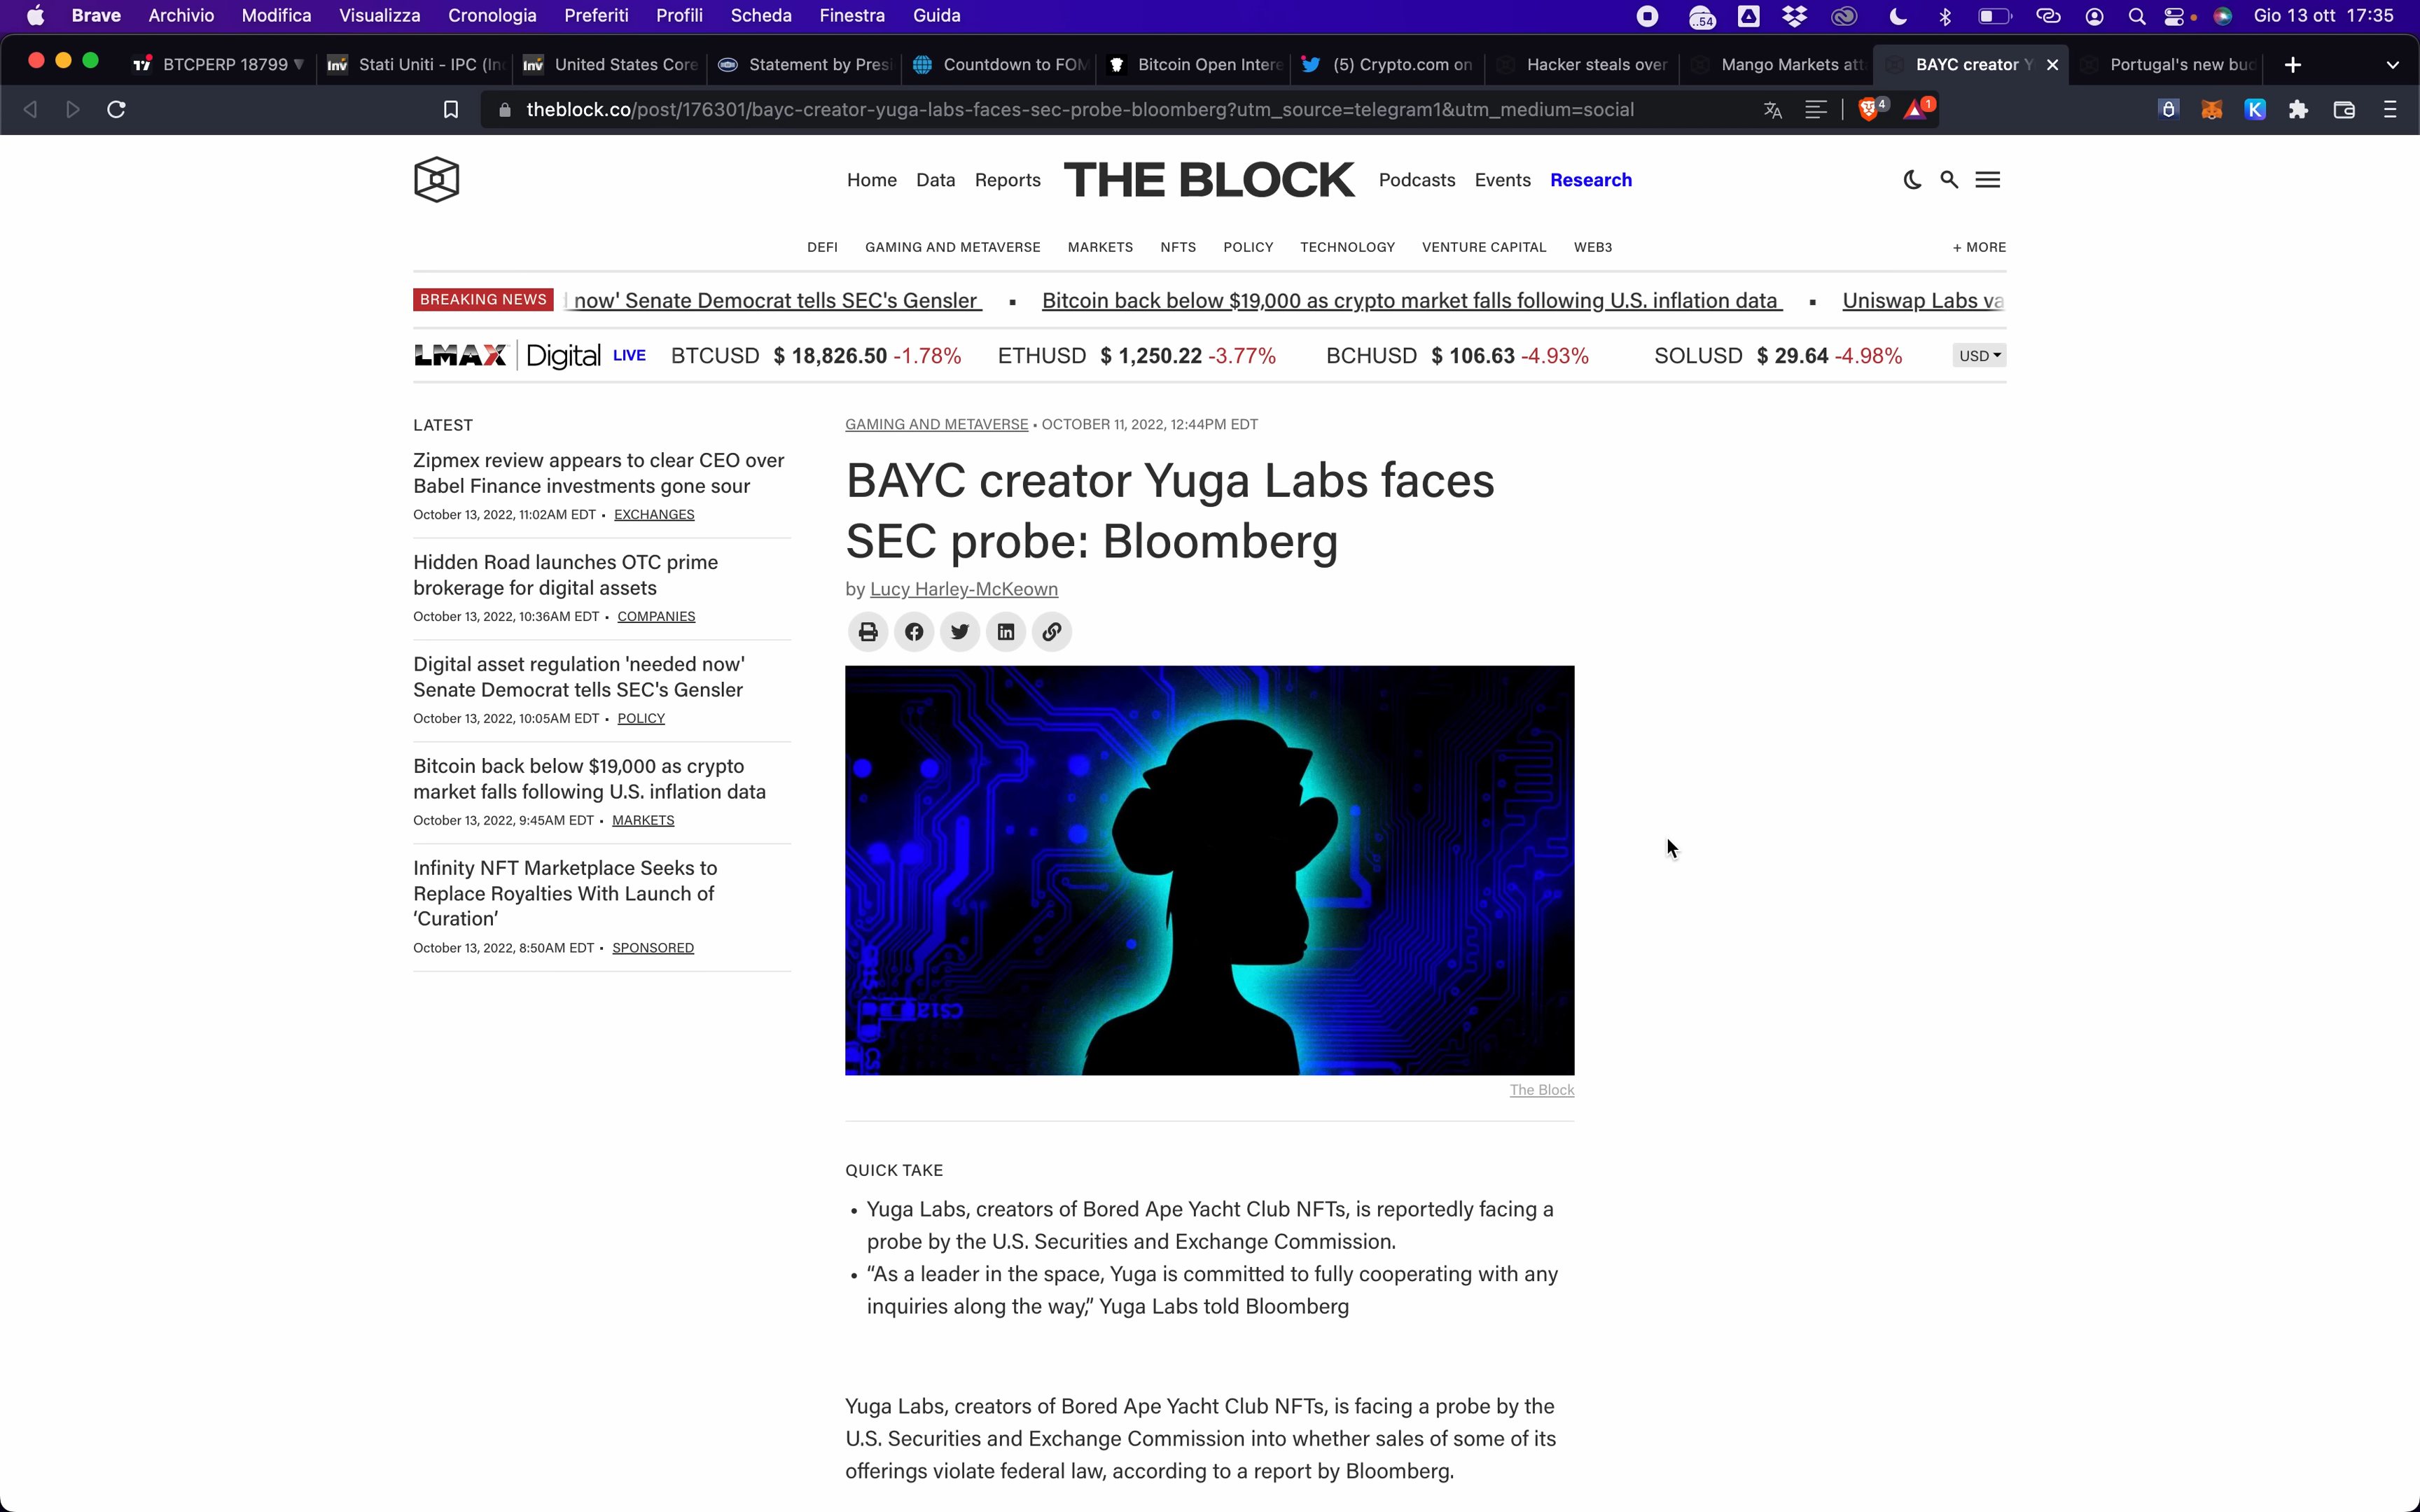 Brave Archivio Modifica Visualizza Cronologia Preferiti Profili Scheda Finestra Guida
..54
Gio 13 ott 17:35
BTCPERP 18799
Inv Stati Uniti - IPC
Inv United States Core
Statement by Pres
Countdown to FOM
Bitcoin Open Intere
(5) Crypto.com on
Hacker steals over
Mango Markets att
BAYC creator Y
Portugal's new bud
theblock.co/post/176301/bayc-creator-yuga-labs-faces-sec-probe-bloomberg?utm_source=telegram1&utm_medium=social
4
1
K
Home Data Reports THE BLOCK Podcasts Events Research
DEFI GAMING AND METAVERSE MARKETS NFTS POLICY TECHNOLOGY VENTURE CAPITAL WEB3 + MORE
BREAKING NEWS now' Senate Democrat tells SEC's Gensler ▪ Bitcoin back below $19,000 as crypto market falls following U.S. inflation data ▪ Uniswap Labs va
LMAX Digital LIVE BTCUSD $ 18,826.50 -1.78% ETHUSD $ 1,250.22 -3.77% BCHUSD $ 106.63 -4.93% SOLUSD $ 29.64 -4.98% USD
LATEST
Zipmex review appears to clear CEO over
Babel Finance investments gone sour
October 13, 2022, 11:02AM EDT • EXCHANGES
Hidden Road launches OTC prime
brokerage for digital assets
October 13, 2022, 10:36AM EDT • COMPANIES
Digital asset regulation 'needed now'
Senate Democrat tells SEC's Gensler
October 13, 2022, 10:05AM EDT • POLICY
Bitcoin back below $19,000 as crypto
market falls following U.S. inflation data
October 13, 2022, 9:45AM EDT • MARKETS
Infinity NFT Marketplace Seeks to
Replace Royalties With Launch of
‘Curation’
October 13, 2022, 8:50AM EDT • SPONSORED
GAMING AND METAVERSE • OCTOBER 11, 2022, 12:44PM EDT
BAYC creator Yuga Labs faces
SEC probe: Bloomberg
by Lucy Harley-McKeown
The Block
QUICK TAKE
• Yuga Labs, creators of Bored Ape Yacht Club NFTs, is reportedly facing a
probe by the U.S. Securities and Exchange Commission.
• “As a leader in the space, Yuga is committed to fully cooperating with any
inquiries along the way,” Yuga Labs told Bloomberg
Yuga Labs, creators of Bored Ape Yacht Club NFTs, is facing a probe by the
U.S. Securities and Exchange Commission into whether sales of some of its
offerings violate federal law, according to a report by Bloomberg.